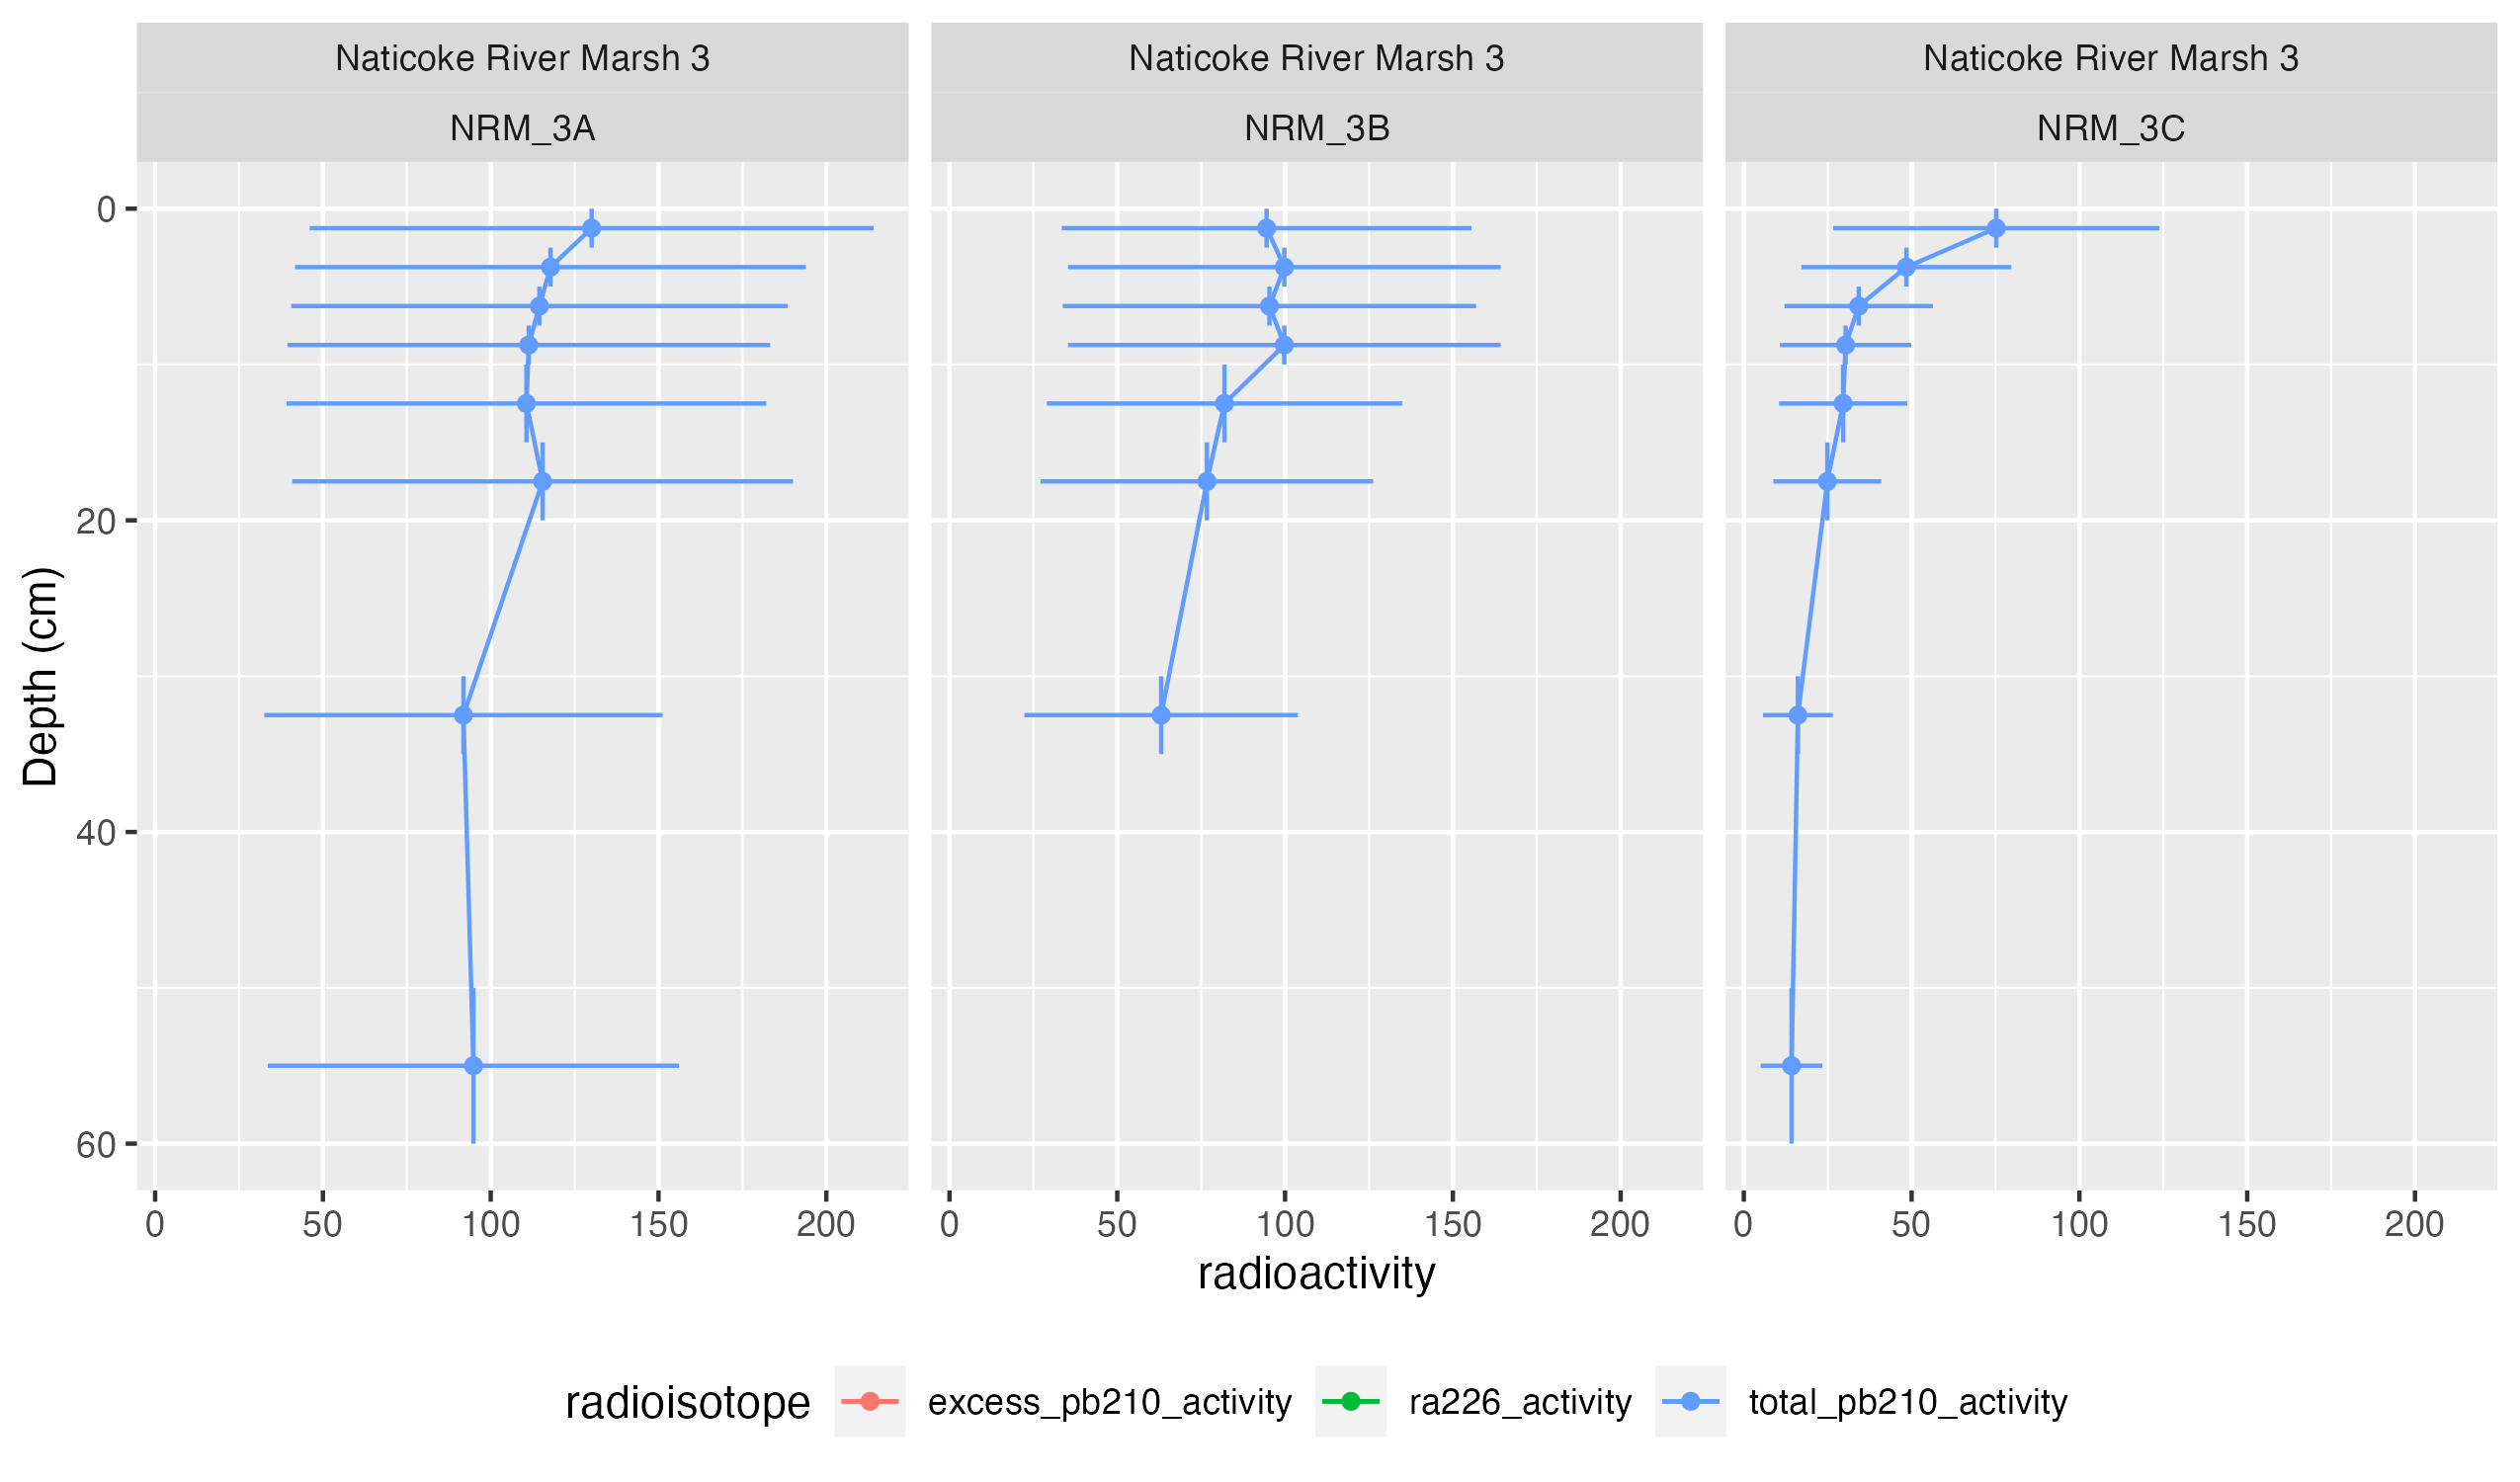 Naticoke River Marsh 3 Naticoke River Marsh 3 Naticoke River Marsh 3
NRM_3A NRM_3B NRM_3C
0
20
40
60
Depth (cm)
0 50 100 150 200 0 50 100 150 200 0 50 100 150 200
radioactivity
radioisotope excess_pb210_activity ra226_activity total_pb210_activity